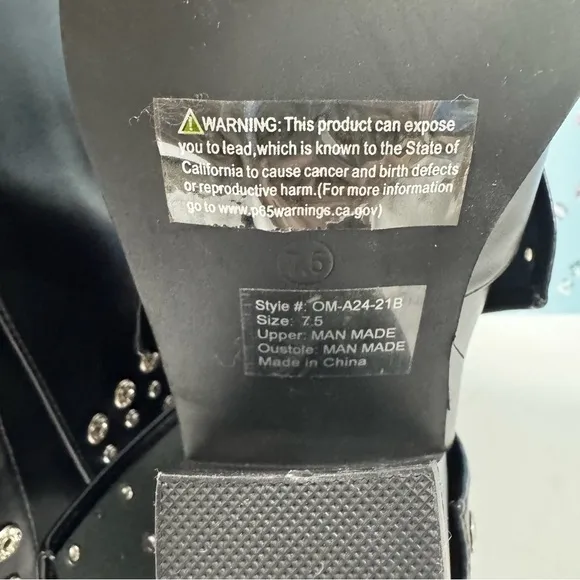 WARNING: This product can expose
you to lead,which is known to the State of
California to cause cancer and birth defects
or reproductive harm.(For more information
go to www.p65warnings.ca.gov)
7.5
Style #: OM-A24-21B
Size: 7.5
Upper: MAN MADE
Oustole: MAN MADE
Made in China